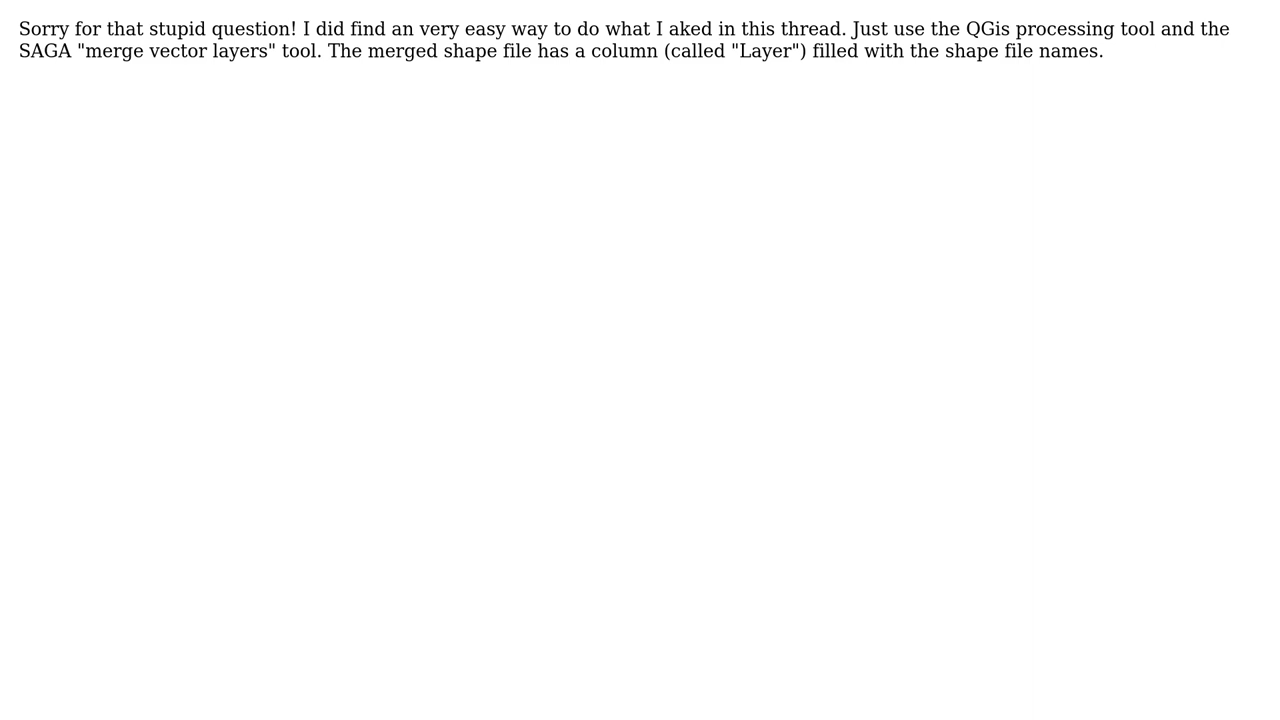 Sorry for that stupid question! I did find an very easy way to do what I aked in this thread. Just use the QGis processing tool and the
SAGA "merge vector layers" tool. The merged shape file has a column (called "Layer") filled with the shape file names.